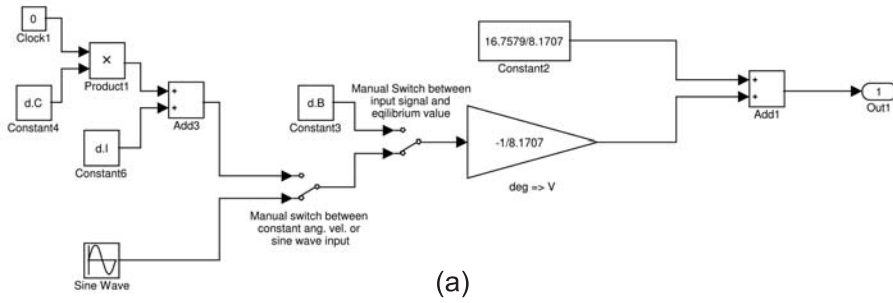 0
Clock1
×
Product1
d.C
Constant4
+
+
Add3
d.I
Constant6
d.B
Constant3
Manual Switch between
input signal and
eqilibrium value
Manual switch between
constant ang. vel. or
sine wave input
Sine Wave
16.7579/8.1707
Constant2
-1/8.1707
deg => V
+
+
Add1
1
Out1
(a)